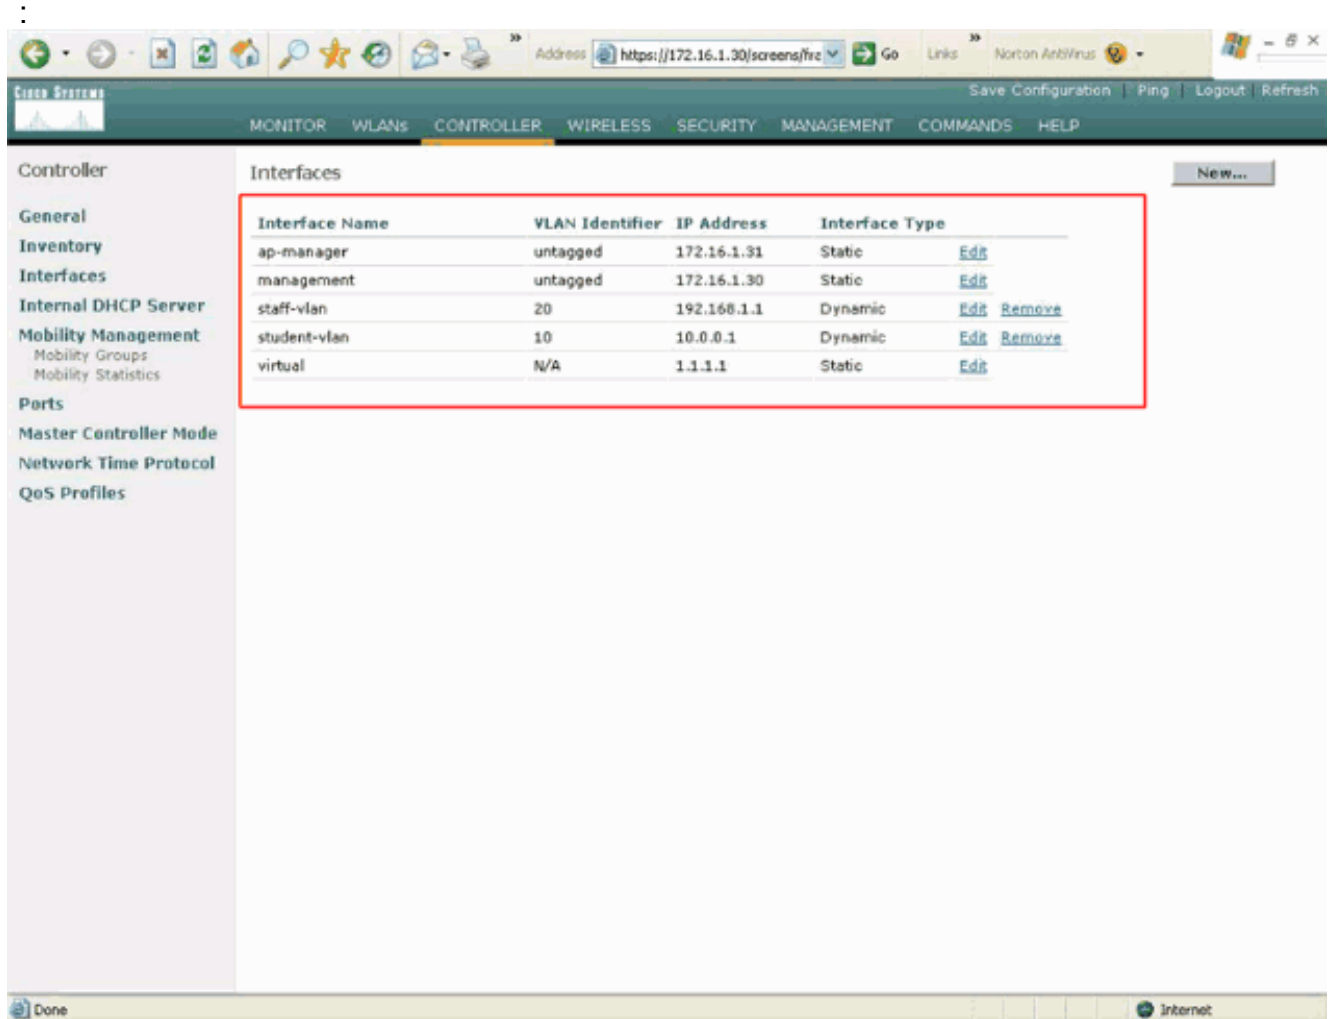 :
»
Address https://172.16.1.30/screens/fra Go Links » Norton AntiVirus
CISCO SYSTEMS
Save Configuration | Ping | Logout | Refresh
MONITOR WLANs CONTROLLER WIRELESS SECURITY MANAGEMENT COMMANDS HELP
Controller
General
Inventory
Interfaces
Internal DHCP Server
Mobility Management
Mobility Groups
Mobility Statistics
Ports
Master Controller Mode
Network Time Protocol
QoS Profiles
Interfaces
New...
Interface Name VLAN Identifier IP Address Interface Type
ap-manager untagged 172.16.1.31 Static Edit
management untagged 172.16.1.30 Static Edit
staff-vlan 20 192.168.1.1 Dynamic Edit Remove
student-vlan 10 10.0.0.1 Dynamic Edit Remove
virtual N/A 1.1.1.1 Static Edit
Done
Internet